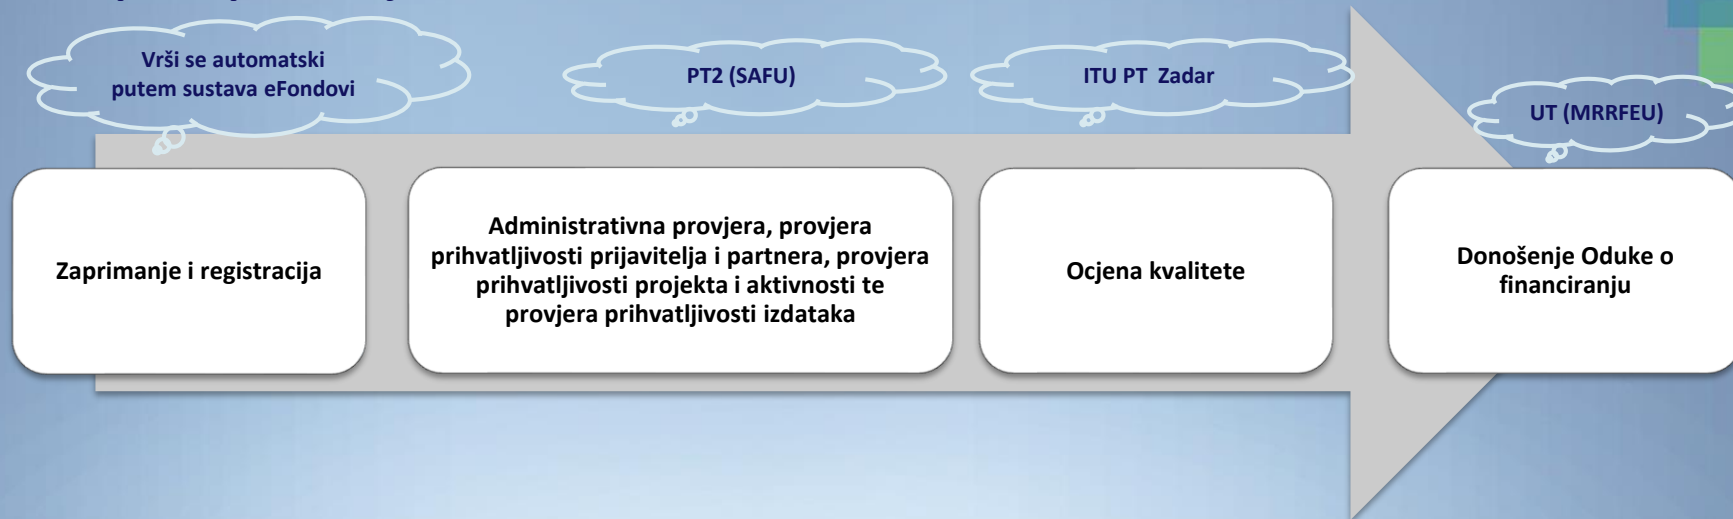 Vrši se automatski
putem sustava eFondovi
PT2 (SAFU)
ITU PT Zadar
UT (MRRFEU)
Zaprimanje i registracija
Administrativna provjera, provjera
prihvatljivosti prijavitelja i partnera, provjera
prihvatljivosti projekta i aktivnosti te
provjera prihvatljivosti izdataka
Ocjena kvalitete
Donošenje Oduke o
financiranju